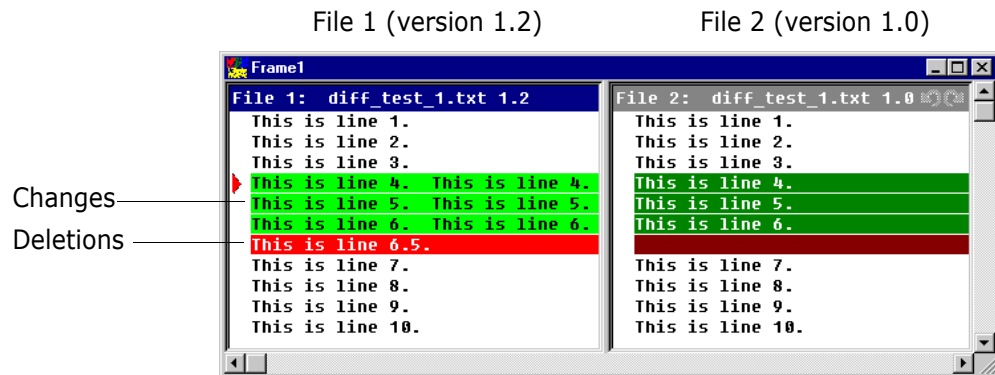 File 1 (version 1.2)
File 2 (version 1.0)
Frame1
File 1:  diff_test_1.txt 1.2
This is line 1.
This is line 2.
This is line 3.
This is line 4.  This is line 4.
This is line 5.  This is line 5.
This is line 6.  This is line 6.
This is line 6.5.
This is line 7.
This is line 8.
This is line 9.
This is line 10.
File 2:  diff_test_1.txt 1.0
This is line 1.
This is line 2.
This is line 3.
This is line 4.
This is line 5.
This is line 6.
This is line 7.
This is line 8.
This is line 9.
This is line 10.
Changes
Deletions